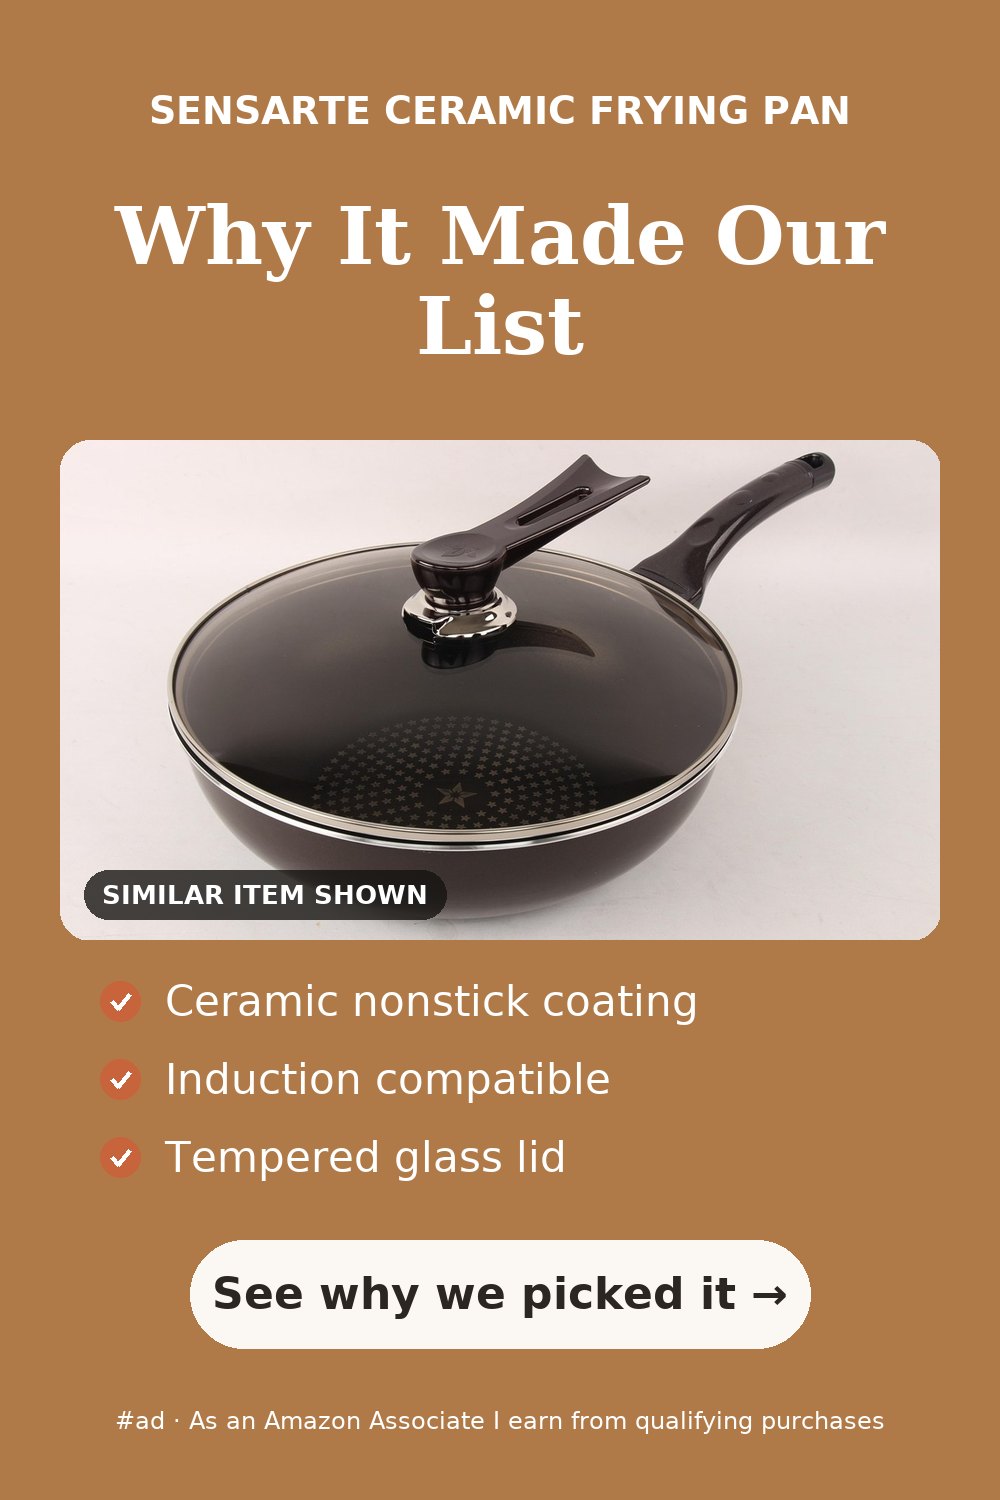 SENSARTE CERAMIC FRYING PAN
Why It Made Our
List
SIMILAR ITEM SHOWN
Ceramic nonstick coating
Induction compatible
Tempered glass lid
See why we picked it →
#ad · As an Amazon Associate I earn from qualifying purchases